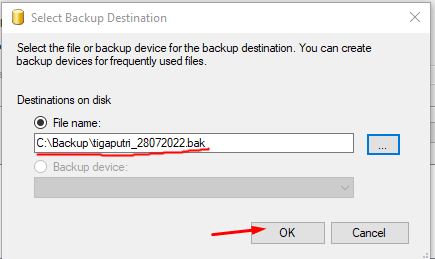 Select Backup Destination
Select the file or backup device for the backup destination. You can create
backup devices for frequently used files.
Destinations on disk
File name:
C:\Backup\tigaputri_28072022.bak
...
Backup device:
OK
Cancel